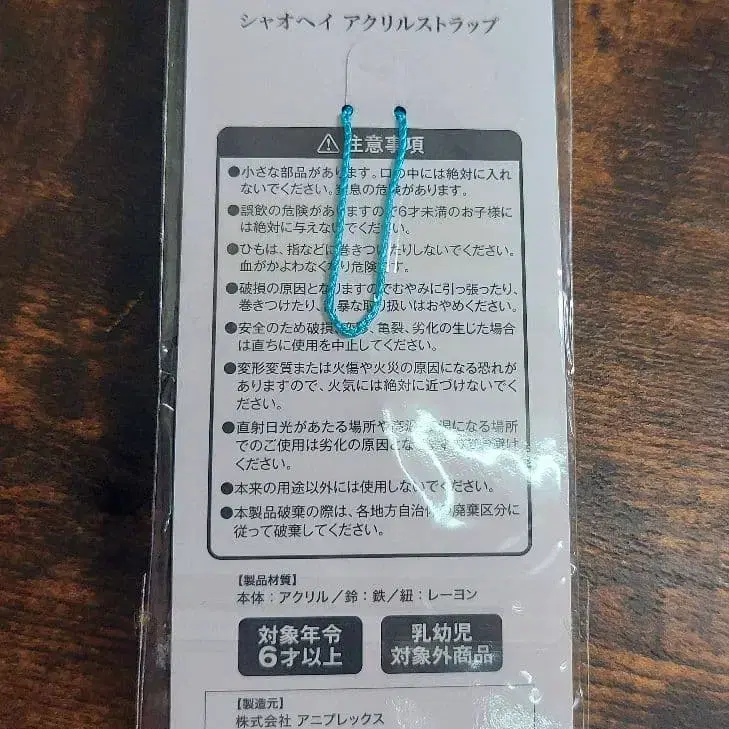 シャオヘイ アクリルストラップ
⚠ 注意事項
●小さな部品があります。口の中には絶対に入れ
ないでください。窒息の危険があります。
●誤飲の危険がありますので6才未満のお子様に
は絶対に与えないでください。
●ひもは、指などに巻きつけたりしないでください。
血がかよわなくなり危険です。
●破損の原因となりますのでむやみに引っ張ったり、
巻きつけたり、乱暴な取り扱いはおやめください。
●安全のため破損、変形、亀裂、劣化の生じた場合
は直ちに使用を中止してください。
●変形変質または火傷や火災の原因になる恐れが
ありますので、火気には絶対に近づけないでくだ
さい。
●直射日光があたる場所や高温多湿になる場所
でのご使用は劣化の原因とな
ください。
●本来の用途以外には使用しないでください。
●本製品破棄の際は、各地方自治体の廃棄区分に
従って破棄してください。
【製品材質】
本体：アクリル／鈴：鉄／紐：レーヨン
対象年令
6才以上
乳幼児
対象外商品
【製造元】
株式会社 アニプレックス